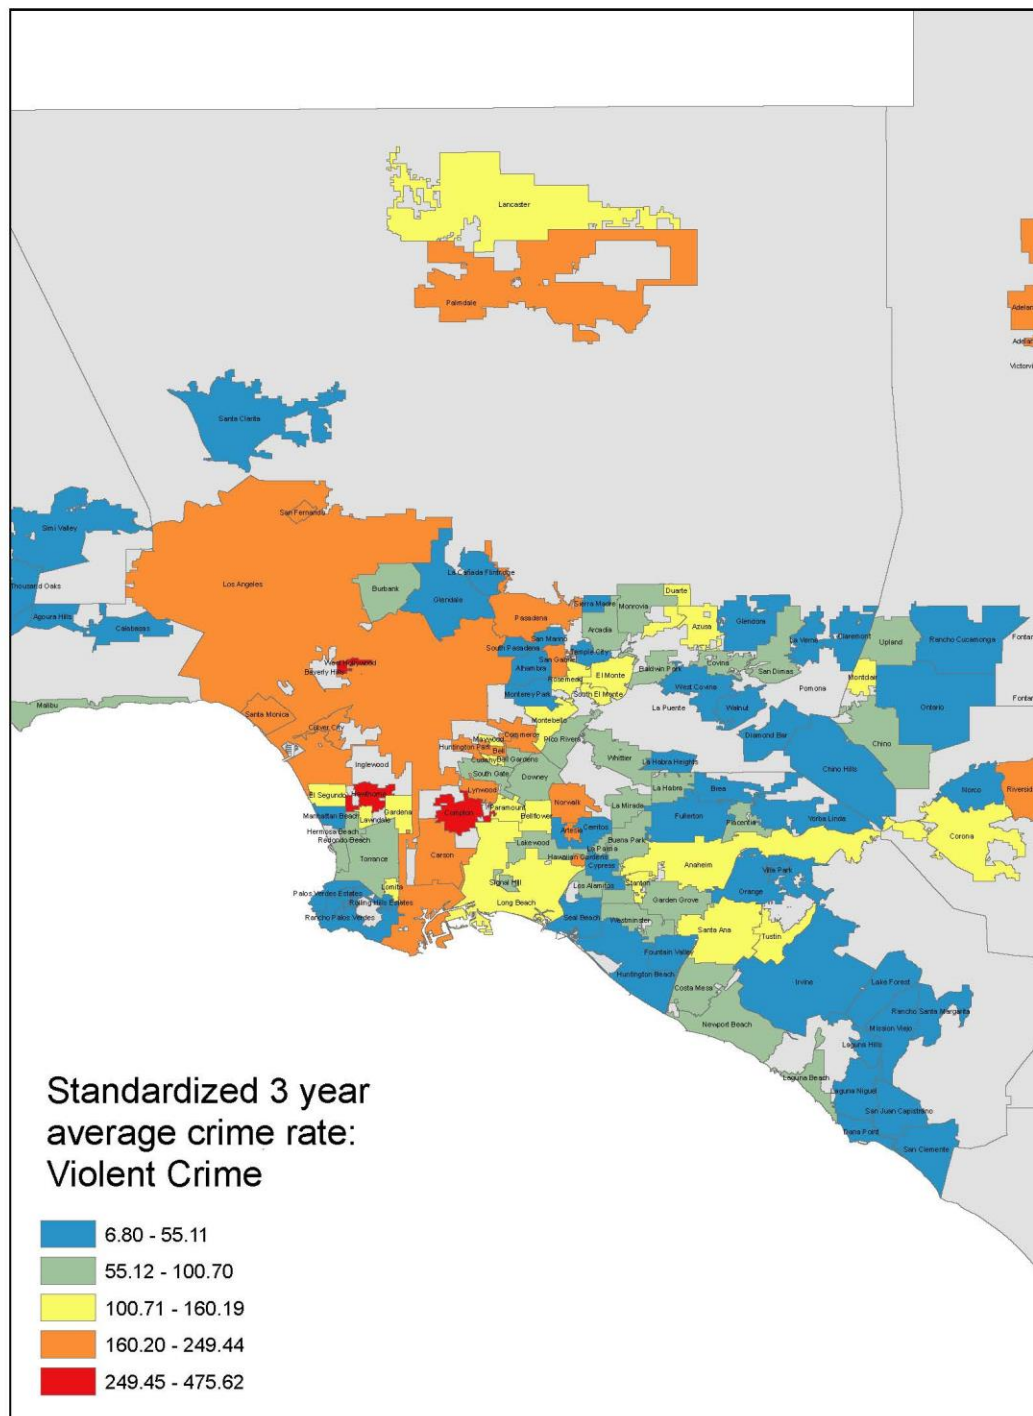 Lancaster
Palmdale
Adelan
Adelan
Victorvi
Santa Clarita
San Fernando
Simi Valley
Los Angeles
Thousand Oaks
Burbank
La Canada Flintridge
Glendale
Agoura Hills
Calabasas
Pasadena
Sierra Madre
Monrovia
Duarte
Arcadia
Azusa
Glendora
La Verne
Claremont
Upland
Rancho Cucamonga
Fontan
San Marino
South Pasadena
Temple City
San Gabriel
West Hollywood
Beverly Hills
Alhambra
Rosemead
El Monte
Baldwin Park
Covina
San Dimas
Pomona
Montclair
Monterey Park
South El Monte
West Covina
Fontan
Malibu
Santa Monica
La Puente
Walnut
Ontario
Culver City
Montebello
Commerce
Maywood
Pico Rivera
Diamond Bar
Huntington Park
Bell
Cudahy
Bell Gardens
Chino
Inglewood
South Gate
Downey
Whittier
La Habra Heights
Chino Hills
El Segundo
Hawthorne
Lynwood
La Habra
Brea
Norco
Riversid
Manhattan Beach
Lawndale
Gardena
Compton
Paramount
Bellflower
Norwalk
La Mirada
Fullerton
Placentia
Yorba Linda
Hermosa Beach
Redondo Beach
Artesia
Cerritos
Corona
Lakewood
La Palma
Buena Park
Torrance
Carson
Hawaiian Gardens
Cypress
Anaheim
Villa Park
Lomita
Signal Hill
Los Alamitos
Stanton
Orange
Palos Verdes Estates
Rolling Hills Estates
Long Beach
Garden Grove
Rancho Palos Verdes
Seal Beach
Westminster
Santa Ana
Tustin
Fountain Valley
Huntington Beach
Costa Mesa
Irvine
Lake Forest
Rancho Santa Margarita
Newport Beach
Mission Viejo
Laguna Hills
Laguna Beach
Laguna Niguel
San Juan Capistrano
Dana Point
San Clemente
Standardized 3 year
average crime rate:
Violent Crime
6.80 - 55.11
55.12 - 100.70
100.71 - 160.19
160.20 - 249.44
249.45 - 475.62